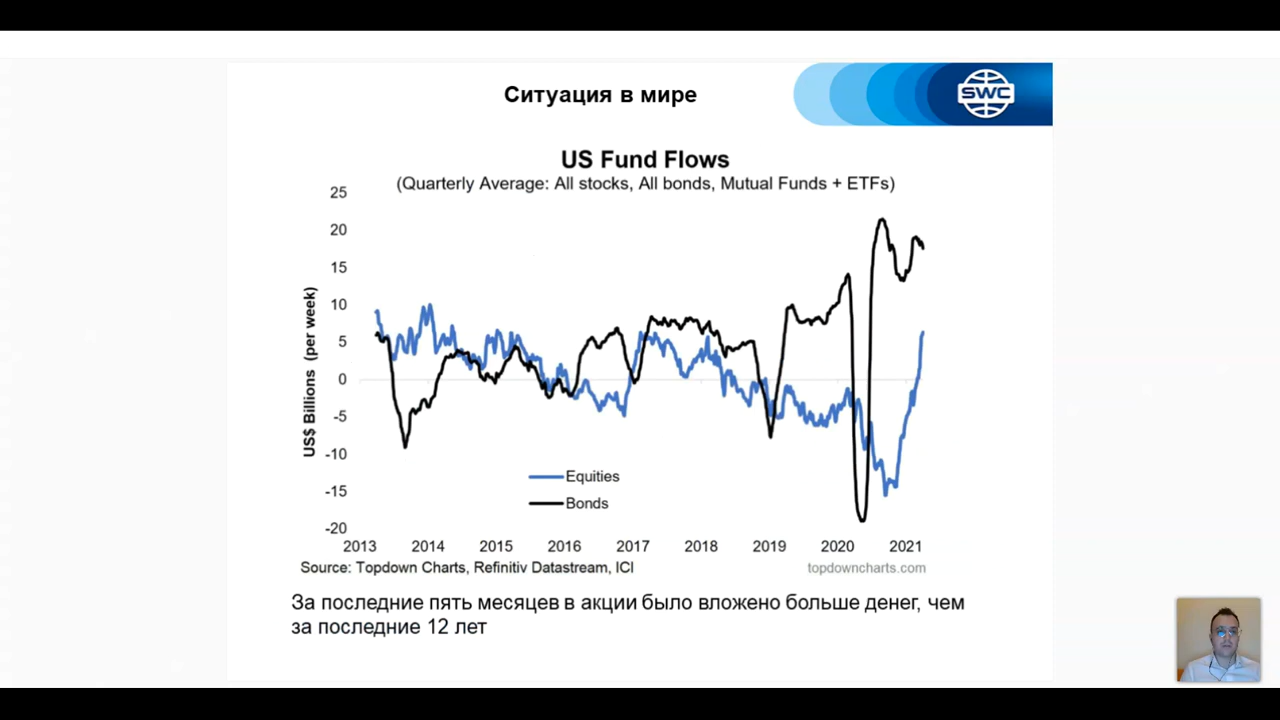 Ситуация в мире
SWC
US Fund Flows
(Quarterly Average: All stocks, All bonds, Mutual Funds + ETFs)
US$ Billions (per week)
25
20
15
10
5
0
-5
-10
-15
-20
Equities
Bonds
2013 2014 2015 2016 2017 2018 2019 2020 2021
Source: Topdown Charts, Refinitiv Datastream, ICI
topdowncharts.com
За последние пять месяцев в акции было вложено больше денег, чем
за последние 12 лет